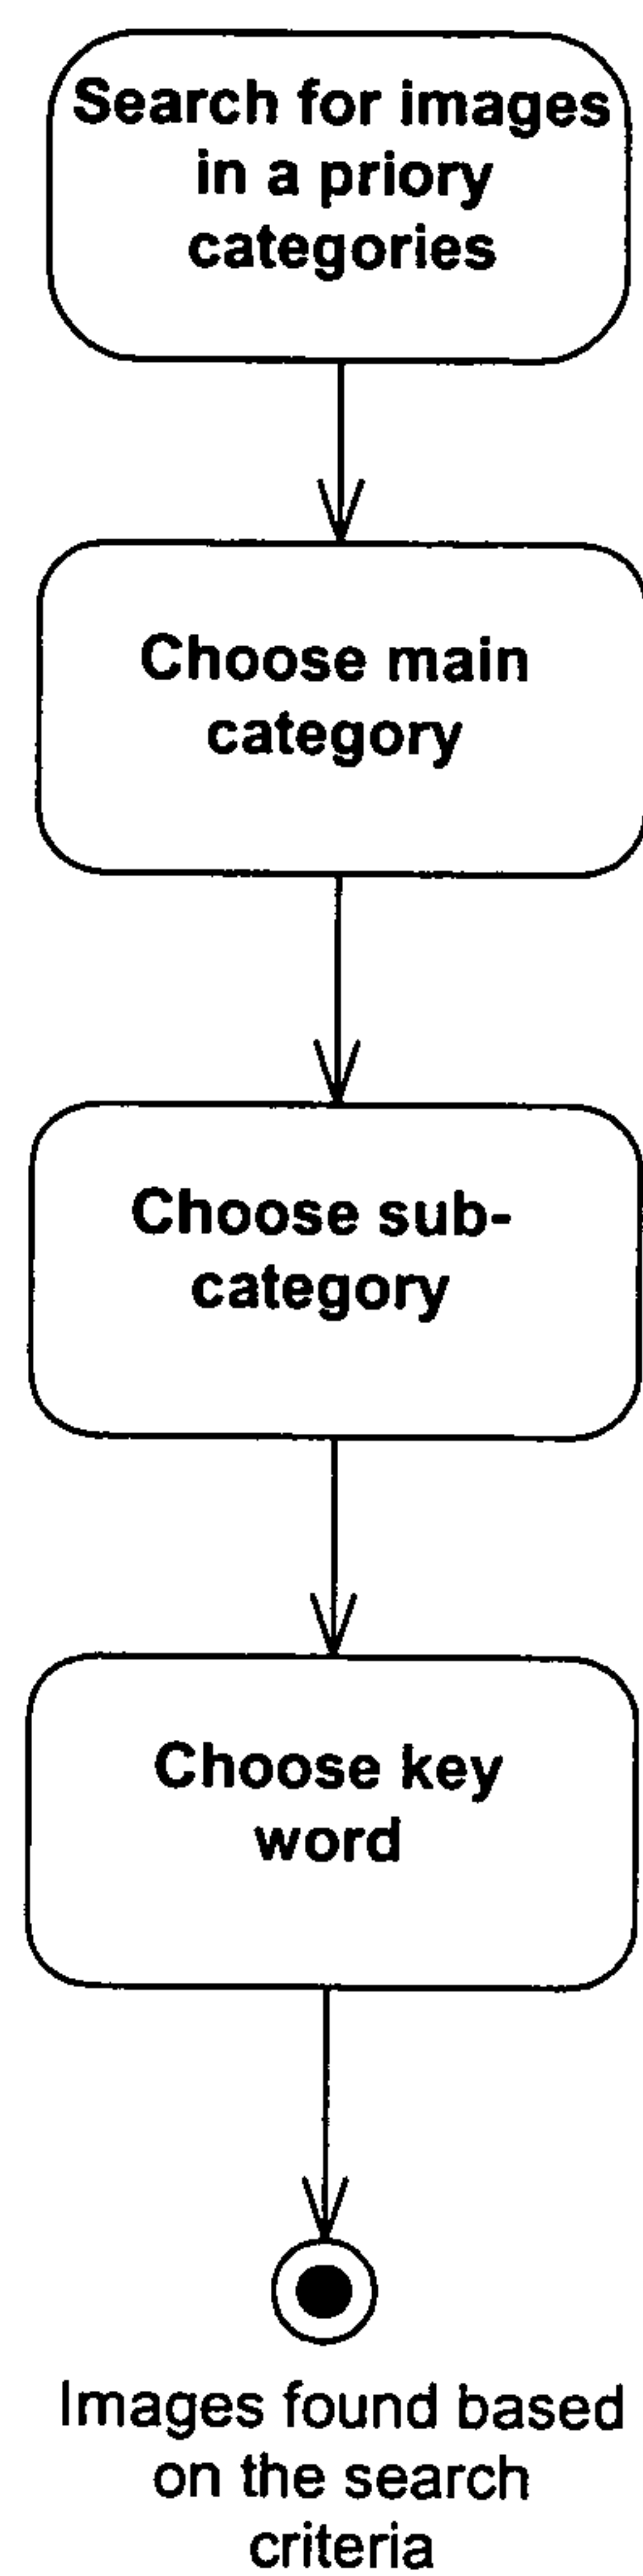 Search for images
in a priory
categories
Choose main
category
Choose sub-
category
Choose key
word
Images found based
on the search
criteria